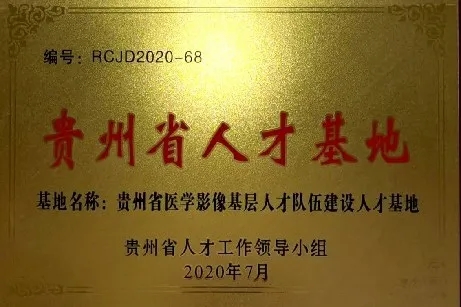 编号：RCJD2020-68
贵州省人才基地
基地名称：贵州省医学影像基层人才队伍建设人才基地
贵州省人才工作领导小组
2020年7月